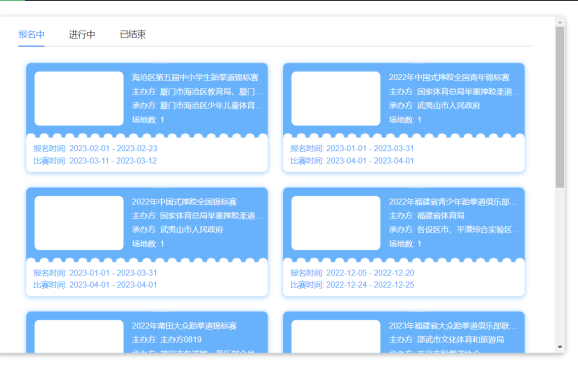 报名中 进行中 已结束
海沧区第五届中小学生跆拳道锦标赛
主办方: 厦门市海沧区教育局、厦门...
承办方: 厦门市海沧区少年儿童体育...
场地数: 1
报名时间: 2023-02-01 - 2023-02-23
比赛时间: 2023-03-11 - 2023-03-12
2022年中国式摔跤全国青年锦标赛
主办方: 国家体育总局举重摔跤柔道...
承办方: 武夷山市人民政府
场地数: 1
报名时间: 2023-01-01 - 2023-03-31
比赛时间: 2023-04-01 - 2023-04-01
2022年中国式摔跤全国锦标赛
主办方: 国家体育总局举重摔跤柔道...
承办方: 武夷山市人民政府
场地数: 1
报名时间: 2023-01-01 - 2023-03-31
比赛时间: 2023-04-01 - 2023-04-01
2022年福建省青少年跆拳道俱乐部...
主办方: 福建省体育局
承办方: 各设区市、平潭综合实验区...
场地数: 1
报名时间: 2022-12-05 - 2022-12-20
比赛时间: 2022-12-24 - 2022-12-25
2022年莆田大众跆拳道锦标赛
主办方: 主办方0819
2023年福建省大众跆拳道俱乐部联...
主办方: 邵武市文化体育和旅游局